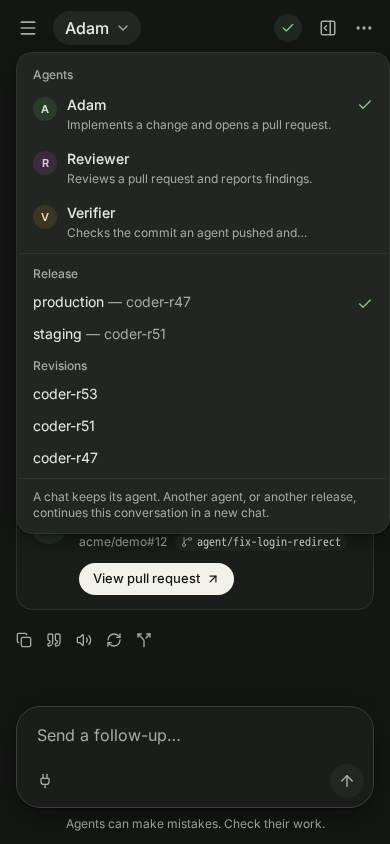 Adam
Agents
A
Adam
Implements a change and opens a pull request.
R
Reviewer
Reviews a pull request and reports findings.
V
Verifier
Checks the commit an agent pushed and...
Release
production — coder-r47
staging — coder-r51
Revisions
coder-r53
coder-r51
coder-r47
A chat keeps its agent. Another agent, or another release,
continues this conversation in a new chat.
acme/demo#12 agent/fix-login-redirect
View pull request
Send a follow-up...
Agents can make mistakes. Check their work.